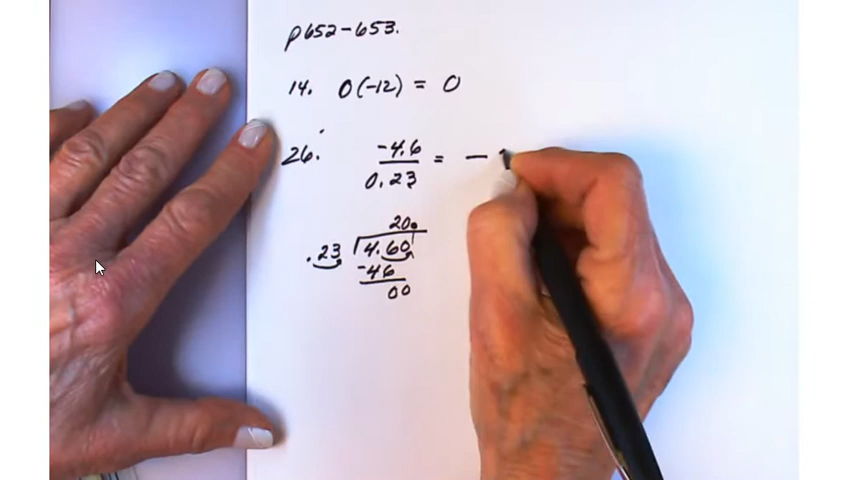 p652-653.
14. 0(-12) = 0
26. -4.6 / 0.23 = -
20.
.23 4.60
-46
00